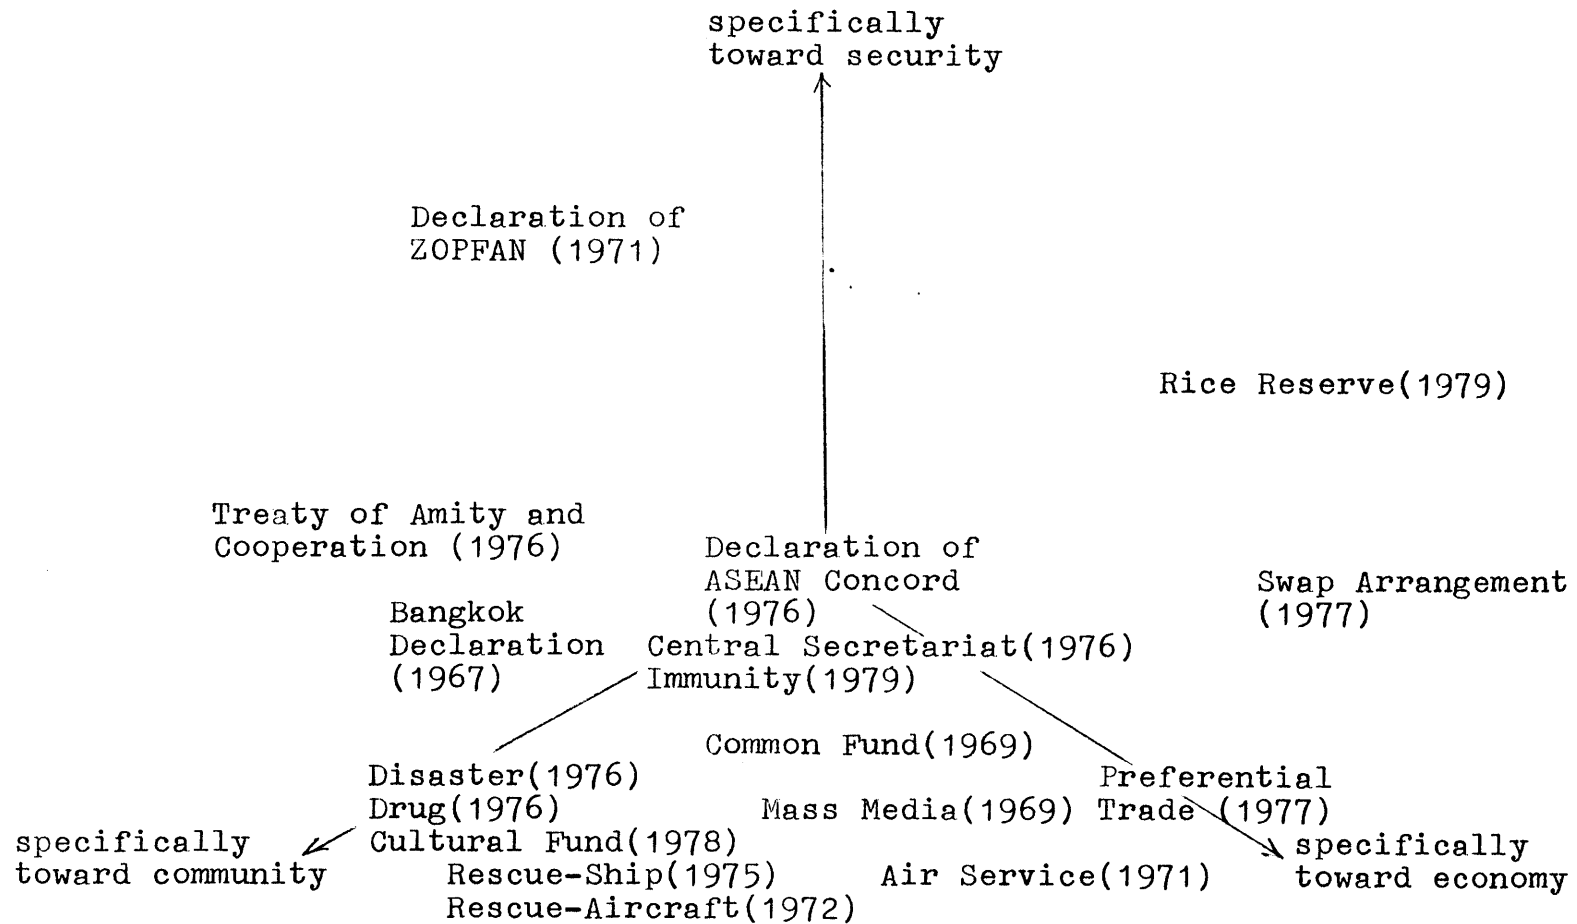 specifically
toward security
Declaration of
ZOPFAN (1971)
Rice Reserve(1979)
Treaty of Amity and
Cooperation (1976)
Declaration of
ASEAN Concord
(1976)
Swap Arrangement
(1977)
Bangkok
Declaration
(1967)
Central Secretariat(1976)
Immunity(1979)
Common Fund(1969)
Disaster(1976)
Drug(1976)
Cultural Fund(1978)
Mass Media(1969)
Preferential
Trade (1977)
specifically
toward community
Rescue-Ship(1975)
Rescue-Aircraft(1972)
Air Service(1971)
specifically
toward economy